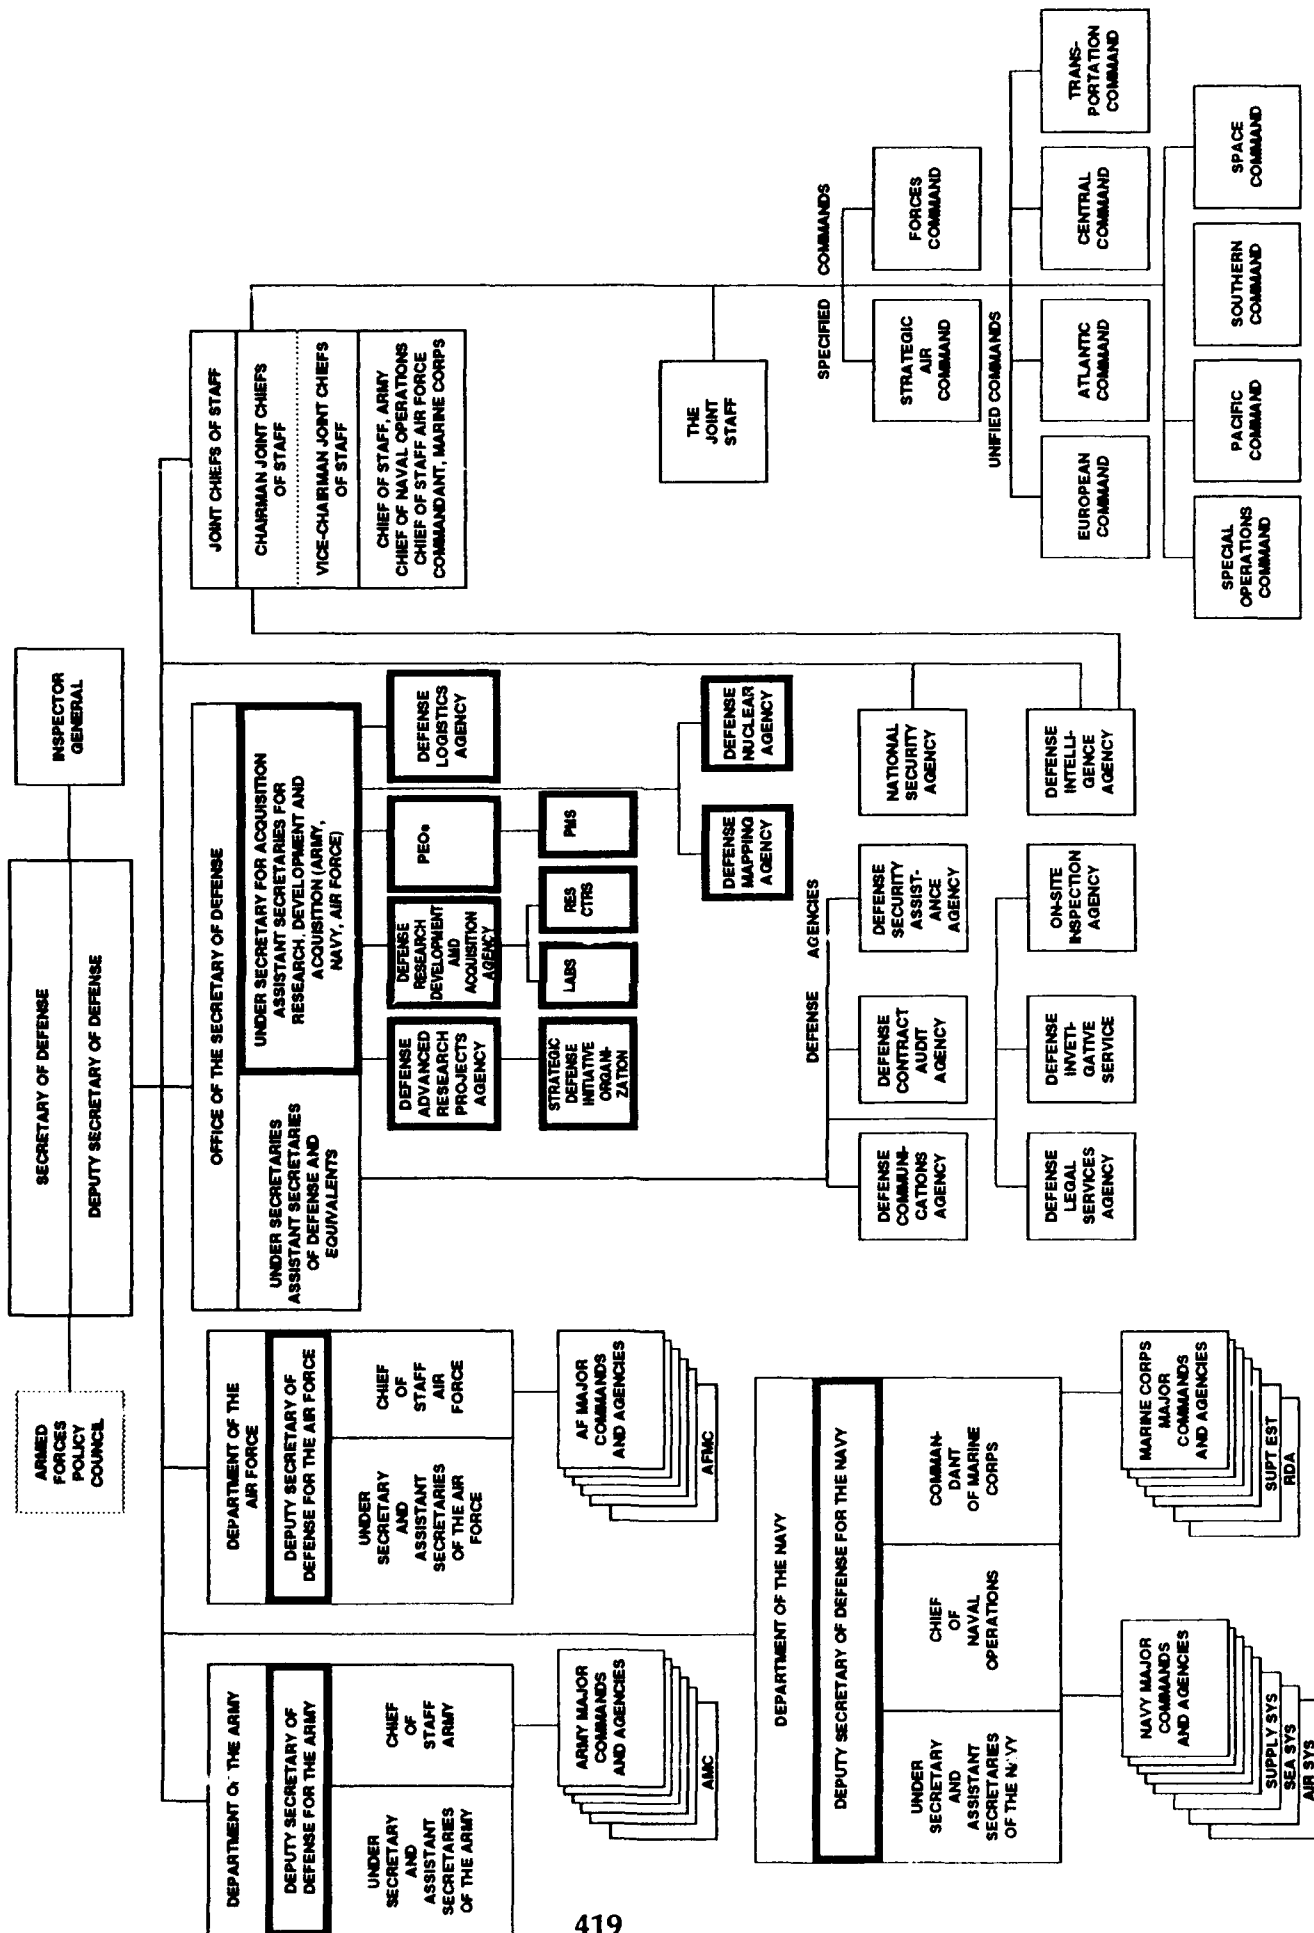 SECRETARY OF DEFENSE
DEPUTY SECRETARY OF DEFENSE
ARMED
FORCES
POLICY
COUNCIL
INSPECTOR
GENERAL
DEPARTMENT OF THE ARMY
DEPUTY SECRETARY OF
DEFENSE FOR THE ARMY
UNDER
SECRETARY
AND
ASSISTANT
SECRETARIES
OF THE ARMY
CHIEF
OF
STAFF
ARMY
ARMY MAJOR
COMMANDS
AND AGENCIES
AMC
DEPARTMENT OF THE
AIR FORCE
DEPUTY SECRETARY OF
DEFENSE FOR THE AIR FORCE
UNDER
SECRETARY
AND
ASSISTANT
SECRETARIES
OF THE AIR
FORCE
CHIEF
OF
STAFF
AIR
FORCE
AF MAJOR
COMMANDS
AND AGENCIES
AFMC
DEPARTMENT OF THE NAVY
DEPUTY SECRETARY OF DEFENSE FOR THE NAVY
UNDER
SECRETARY
AND
ASSISTANT
SECRETARIES
OF THE NAVY
CHIEF
OF
NAVAL
OPERATIONS
COMMAN-
DANT
OF MARINE
CORPS
NAVY MAJOR
COMMANDS
AND AGENCIES
SUPPLY SYS
SEA SYS
AIR SYS
MARINE CORPS
MAJOR
COMMANDS
AND AGENCIES
SUPT EST
RDA
OFFICE OF THE SECRETARY OF DEFENSE
UNDER SECRETARIES
ASSISTANT SECRETARIES
OF DEFENSE AND
EQUIVALENTS
UNDER SECRETARY FOR ACQUISITION
ASSISTANT SECRETARIES FOR
RESEARCH, DEVELOPMENT AND
ACQUISITION (ARMY,
NAVY, AIR FORCE)
DEFENSE
ADVANCED
RESEARCH
PROJECTS
AGENCY
DEFENSE
RESEARCH
DEVELOPMENT
AMD
ACQUISITION
AGENCY
PEOs
DEFENSE
LOGISTICS
AGENCY
STRATEGIC
DEFENSE
INITIATIVE
ORGANI-
ZATION
LABS
RES
CTRS
PMS
DEFENSE
MAPPING
AGENCY
DEFENSE
NUCLEAR
AGENCY
DEFENSE AGENCIES
DEFENSE
COMMUNI-
CATIONS
AGENCY
DEFENSE
CONTRACT
AUDIT
AGENCY
DEFENSE
SECURITY
ASSIST-
ANCE
AGENCY
NATIONAL
SECURITY
AGENCY
DEFENSE
LEGAL
SERVICES
AGENCY
DEFENSE
INVETI-
GATIVE
SERVICE
ON-SITE
INSPECTION
AGENCY
DEFENSE
INTELLI-
GENCE
AGENCY
JOINT CHIEFS OF STAFF
CHAIRMAN JOINT CHIEFS
OF STAFF
VICE-CHAIRMAN JOINT CHIEFS
OF STAFF
CHIEF OF STAFF, ARMY
CHIEF OF NAVAL OPERATIONS
CHIEF OF STAFF AIR FORCE
COMMANDANT, MARINE CORPS
THE
JOINT
STAFF
SPECIFIED COMMANDS
STRATEGIC
AIR
COMMAND
FORCES
COMMAND
UNIFIED COMMANDS
EUROPEAN
COMMAND
ATLANTIC
COMMAND
CENTRAL
COMMAND
TRANS-
PORTATION
COMMAND
SPECIAL
OPERATIONS
COMMAND
PACIFIC
COMMAND
SOUTHERN
COMMAND
SPACE
COMMAND
419